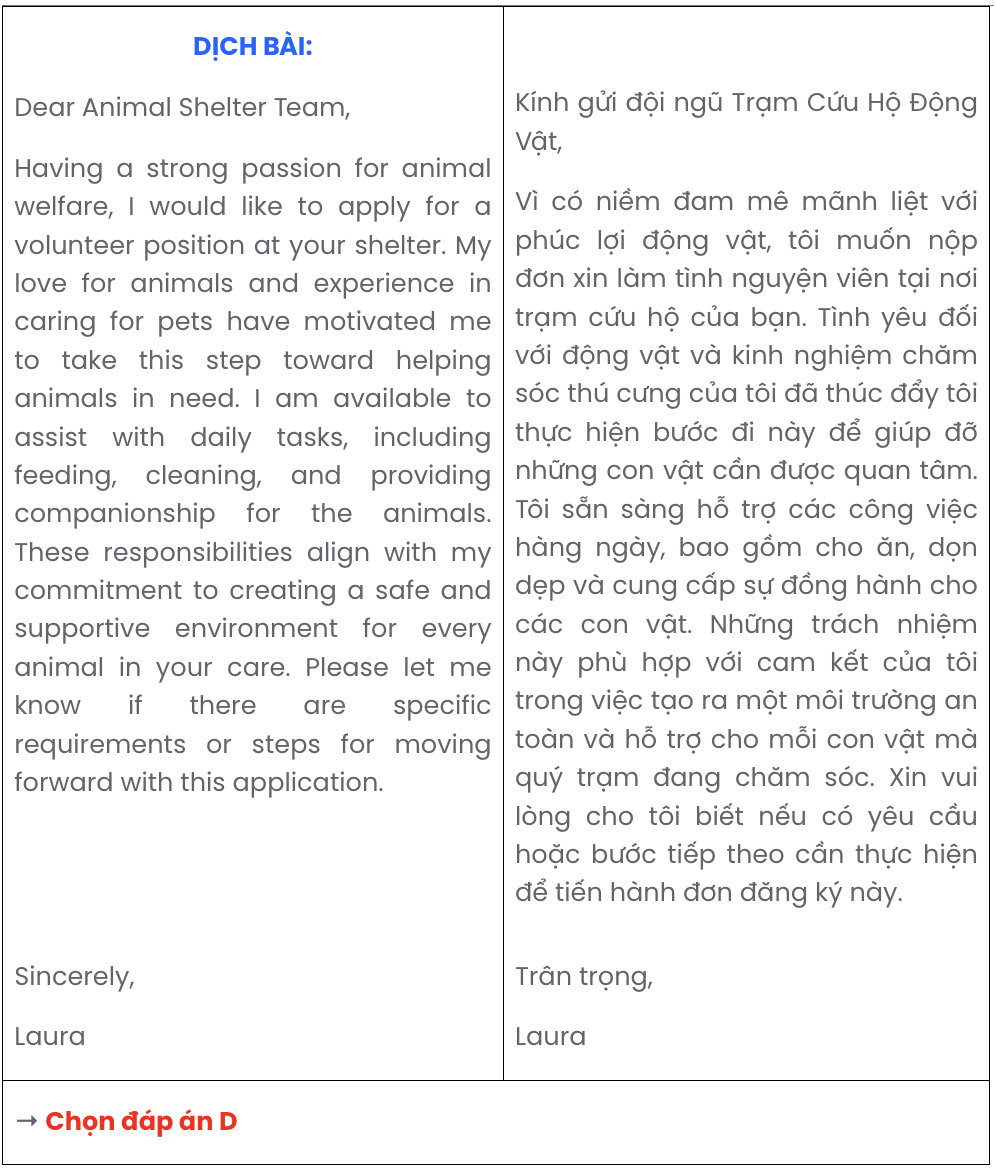 DỊCH BÀI:
Dear Animal Shelter Team,
Having a strong passion for animal
welfare, I would like to apply for a
volunteer position at your shelter. My
love for animals and experience in
caring for pets have motivated me
to take this step toward helping
animals in need. I am available to
assist with daily tasks, including
feeding, cleaning, and providing
companionship for the animals.
These responsibilities align with my
commitment to creating a safe and
supportive environment for every
animal in your care. Please let me
know if there are specific
requirements or steps for moving
forward with this application.
Sincerely,
Laura
Kính gửi đội ngũ Trạm Cứu Hộ Động
Vật,
Vì có niềm đam mê mãnh liệt với
phúc lợi động vật, tôi muốn nộp
đơn xin làm tình nguyện viên tại nơi
trạm cứu hộ của bạn. Tình yêu đối
với động vật và kinh nghiệm chăm
sóc thú cưng của tôi đã thúc đẩy tôi
thực hiện bước đi này để giúp đỡ
những con vật cần được quan tâm.
Tôi sẵn sàng hỗ trợ các công việc
hàng ngày, bao gồm cho ăn, dọn
dẹp và cung cấp sự đồng hành cho
các con vật. Những trách nhiệm
này phù hợp với cam kết của tôi
trong việc tạo ra một môi trường an
toàn và hỗ trợ cho mỗi con vật mà
quý trạm đang chăm sóc. Xin vui
lòng cho tôi biết nếu có yêu cầu
hoặc bước tiếp theo cần thực hiện
để tiến hành đơn đăng ký này.
Trân trọng,
Laura
→ Chọn đáp án D